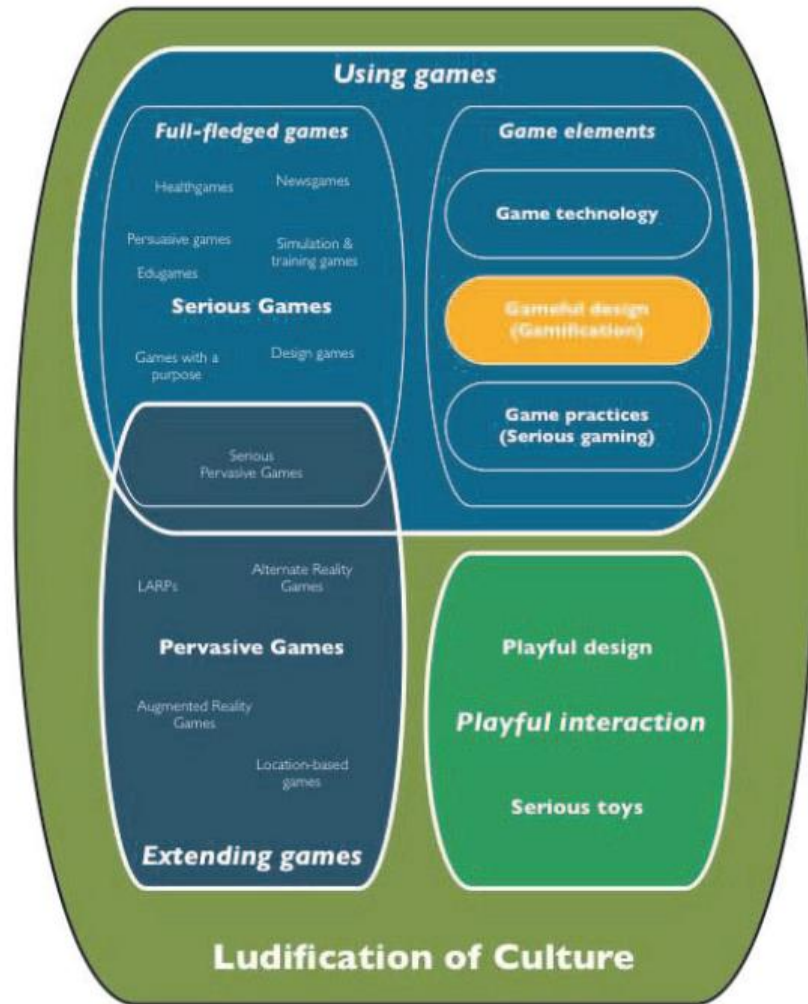 Using games
Full-fledged games
Healthgames
Newsgames
Persuasive games
Simulation &
training games
Edugames
Serious Games
Games with a
purpose
Design games
Game elements
Game technology
Gameful design
(Gamification)
Game practices
(Serious gaming)
Serious
Pervasive Games
LARPs
Alternate Reality
Games
Pervasive Games
Augmented Reality
Games
Location-based
games
Extending games
Playful design
Playful interaction
Serious toys
Ludification of Culture